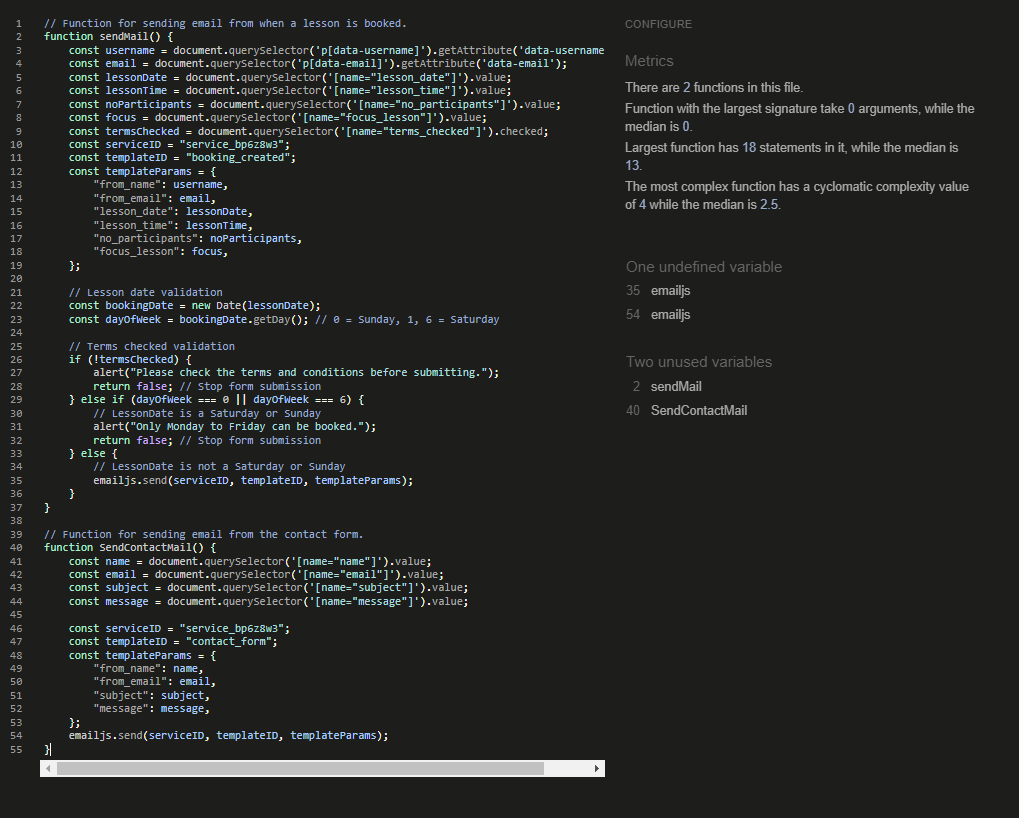 1 // Function for sending email from when a lesson is booked.
2 function sendMail() {
3 const username = document.querySelector('p[data-username]').getAttribute('data-username
4 const email = document.querySelector('p[data-email]').getAttribute('data-email');
5 const lessonDate = document.querySelector('[name="lesson_date"]').value;
6 const lessonTime = document.querySelector('[name="lesson_time"]').value;
7 const noParticipants = document.querySelector('[name="no_participants"]').value;
8 const focus = document.querySelector('[name="focus_lesson"]').value;
9 const termsChecked = document.querySelector('[name="terms_checked"]').checked;
10 const serviceID = "service_bp6z8w3";
11 const templateID = "booking_created";
12 const templateParams = {
13 "from_name": username,
14 "from_email": email,
15 "lesson_date": lessonDate,
16 "lesson_time": lessonTime,
17 "no_participants": noParticipants,
18 "focus_lesson": focus,
19 };
20
21 // Lesson date validation
22 const bookingDate = new Date(lessonDate);
23 const dayOfWeek = bookingDate.getDay(); // 0 = Sunday, 1, 6 = Saturday
24
25 // Terms checked validation
26 if (!termsChecked) {
27 alert("Please check the terms and conditions before submitting.");
28 return false; // Stop form submission
29 } else if (dayOfWeek === 0 || dayOfWeek === 6) {
30 // LessonDate is a Saturday or Sunday
31 alert("Only Monday to Friday can be booked.");
32 return false; // Stop form submission
33 } else {
34 // LessonDate is not a Saturday or Sunday
35 emailjs.send(serviceID, templateID, templateParams);
36 }
37 }
38
39 // Function for sending email from the contact form.
40 function SendContactMail() {
41 const name = document.querySelector('[name="name"]').value;
42 const email = document.querySelector('[name="email"]').value;
43 const subject = document.querySelector('[name="subject"]').value;
44 const message = document.querySelector('[name="message"]').value;
45
46 const serviceID = "service_bp6z8w3";
47 const templateID = "contact_form";
48 const templateParams = {
49 "from_name": name,
50 "from_email": email,
51 "subject": subject,
52 "message": message,
53 };
54 emailjs.send(serviceID, templateID, templateParams);
55 }
CONFIGURE
Metrics
There are 2 functions in this file.
Function with the largest signature take 0 arguments, while the
median is 0.
Largest function has 18 statements in it, while the median is
13.
The most complex function has a cyclomatic complexity value
of 4 while the median is 2.5.
One undefined variable
35 emailjs
54 emailjs
Two unused variables
2 sendMail
40 SendContactMail